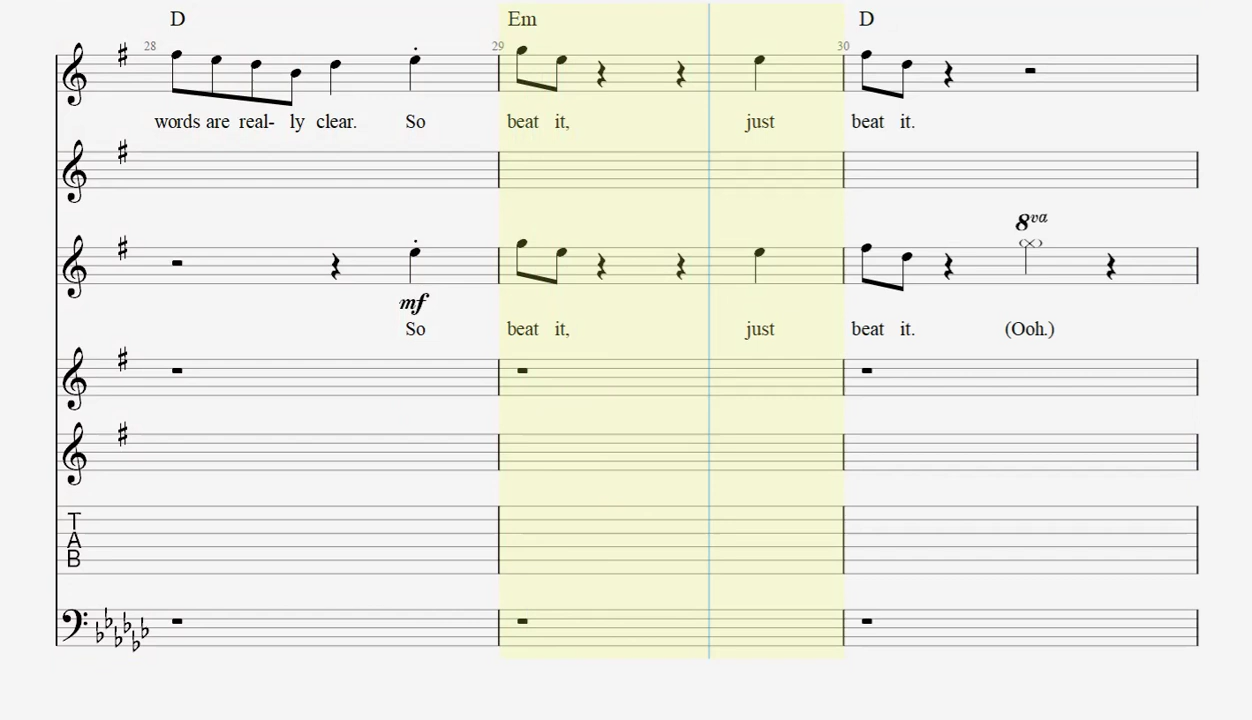 D Em D
28 29 30
words are real- ly clear. So beat it, just beat it.
8va
mf
So beat it, just beat it. (Ooh.)
T
A
B